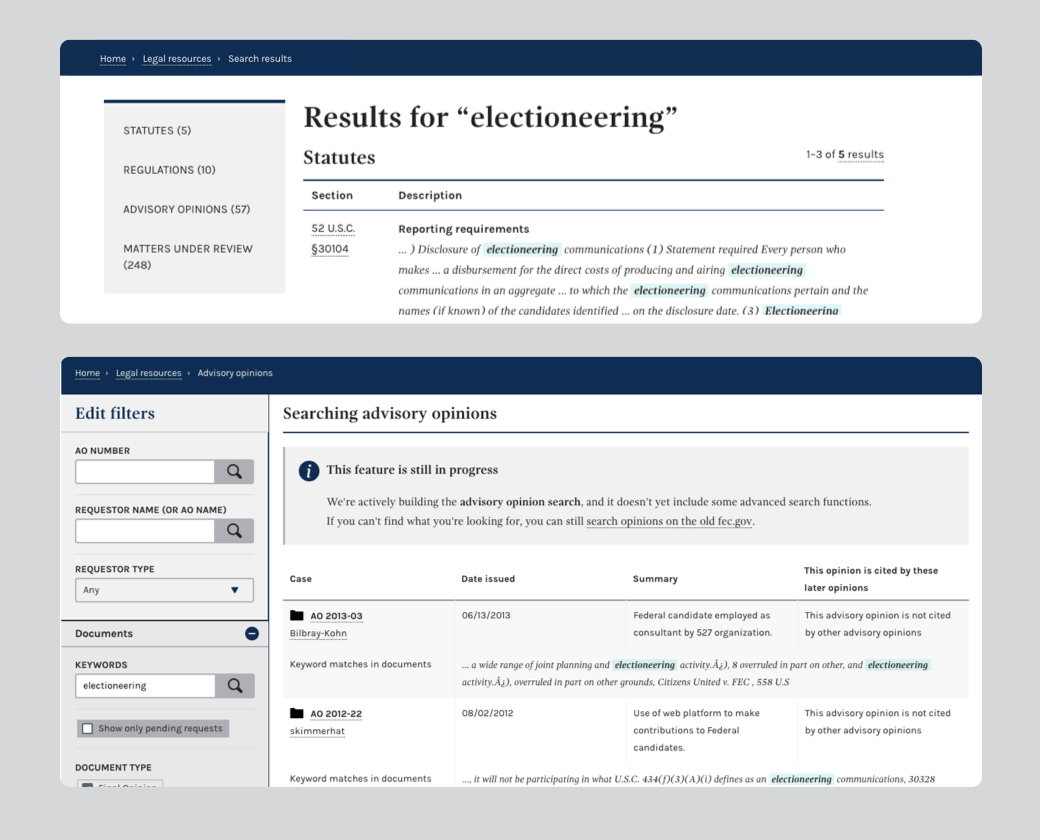 Home › Legal resources › Search results
STATUTES (5)
REGULATIONS (10)
ADVISORY OPINIONS (57)
MATTERS UNDER REVIEW
(248)
Results for “electioneering”
Statutes
1–3 of 5 results
Section Description
52 U.S.C.
§30104
Reporting requirements
... ) Disclosure of electioneering communications (1) Statement required Every person who
makes ... a disbursement for the direct costs of producing and airing electioneering
communications in an aggregate ... to which the electioneering communications pertain and the
names (if known) of the candidates identified ... on the disclosure date. (3) Electioneering
Home › Legal resources › Advisory opinions
Edit filters
AO NUMBER
REQUESTOR NAME (OR AO NAME)
REQUESTOR TYPE
Any
Documents
KEYWORDS
electioneering
Show only pending requests
DOCUMENT TYPE
Final Opinion
Searching advisory opinions
i
This feature is still in progress
We're actively building the advisory opinion search, and it doesn't yet include some advanced search functions.
If you can't find what you're looking for, you can still search opinions on the old fec.gov.
Case Date issued Summary This opinion is cited by these
later opinions
AO 2013-03 06/13/2013 Federal candidate employed as This advisory opinion is not cited
Bilbray-Kohn consultant by 527 organization. by other advisory opinions
Keyword matches in documents ... a wide range of joint planning and electioneering activity.Â¿), 8 overruled in part on other, and electioneering
activity.Â¿), overruled in part on other grounds, Citizens United v. FEC , 558 U.S
AO 2012-22 08/02/2012 Use of web platform to make This advisory opinion is not cited
skimmerhat contributions to Federal by other advisory opinions
candidates.
Keyword matches in documents ..., it will not be participating in what U.S.C. 434(f)(3)(A)(i) defines as an electioneering communications, 30328